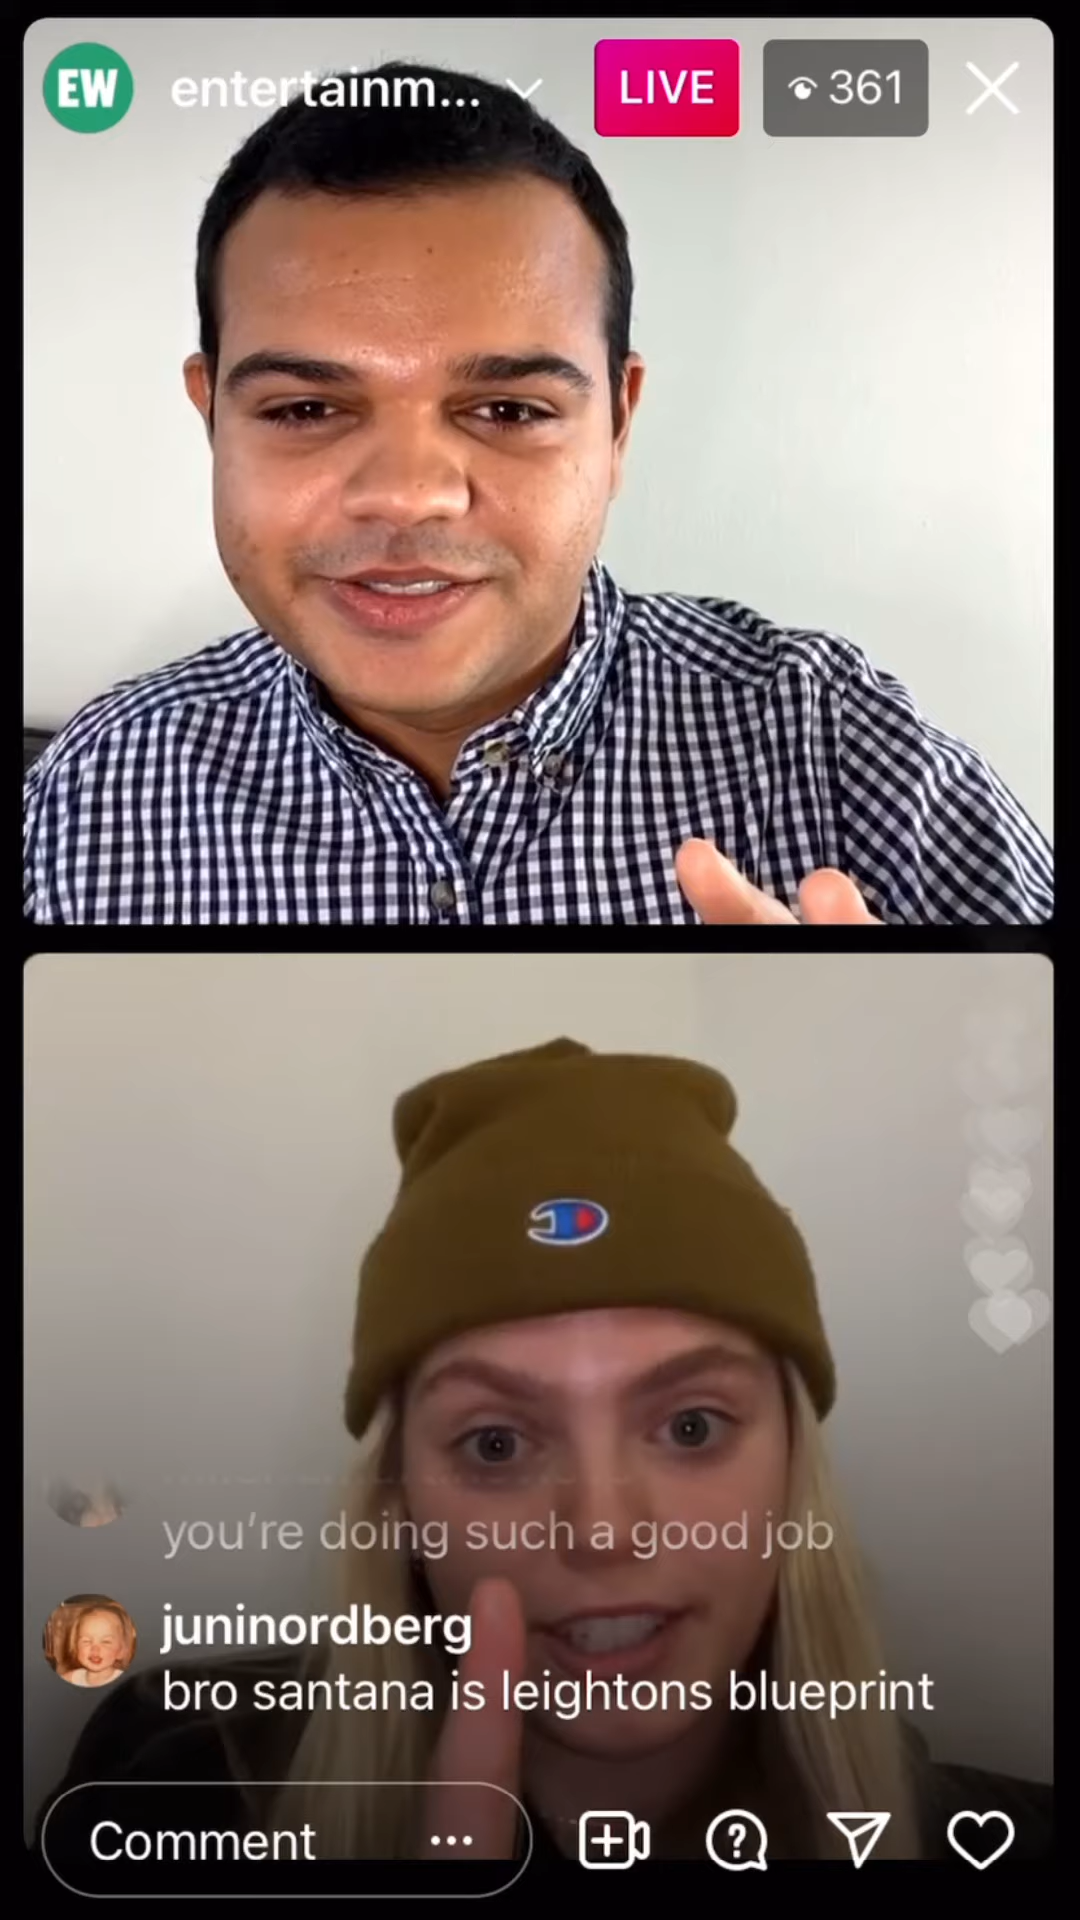 EW entertainm... LIVE 361
you're doing such a good job
juninordberg
bro santana is leightons blueprint
Comment